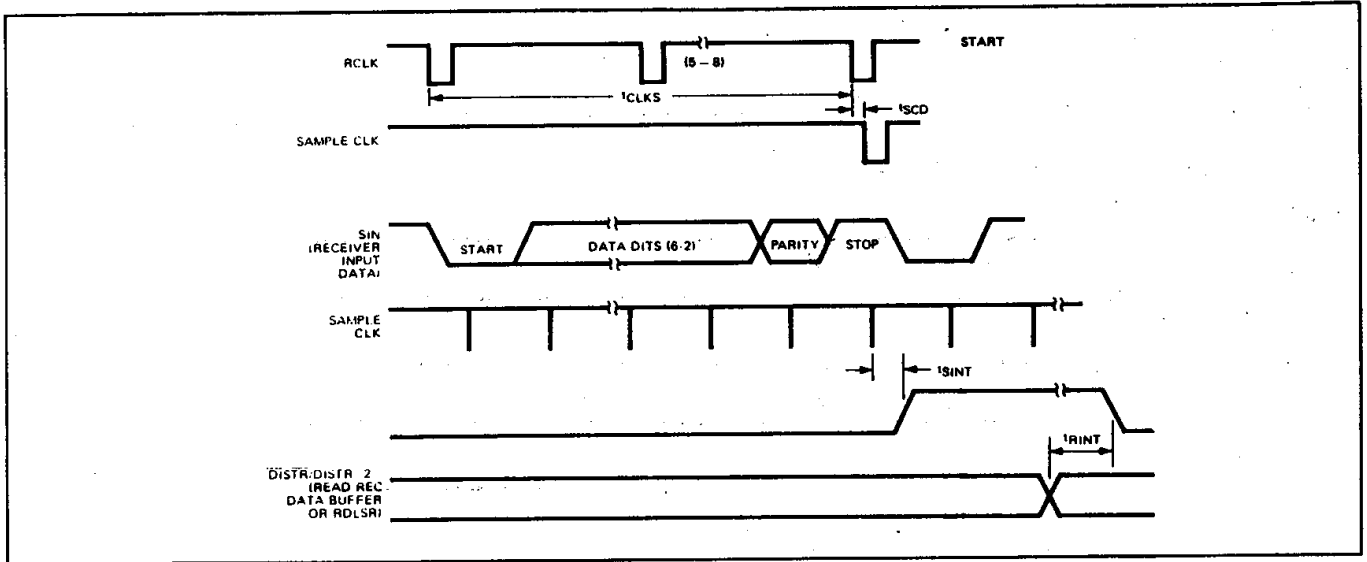 RCLK
START
(5 – 8)
tCLKS
tSCD
SAMPLE CLK
SIN
(RECEIVER
INPUT
DATA)
START
DATA DITS (6-2)
PARITY
STOP
SAMPLE
CLK
tSINT
tRINT
DISTR/DISTR 2
(READ REC
DATA BUFFER
OR RDLSR)